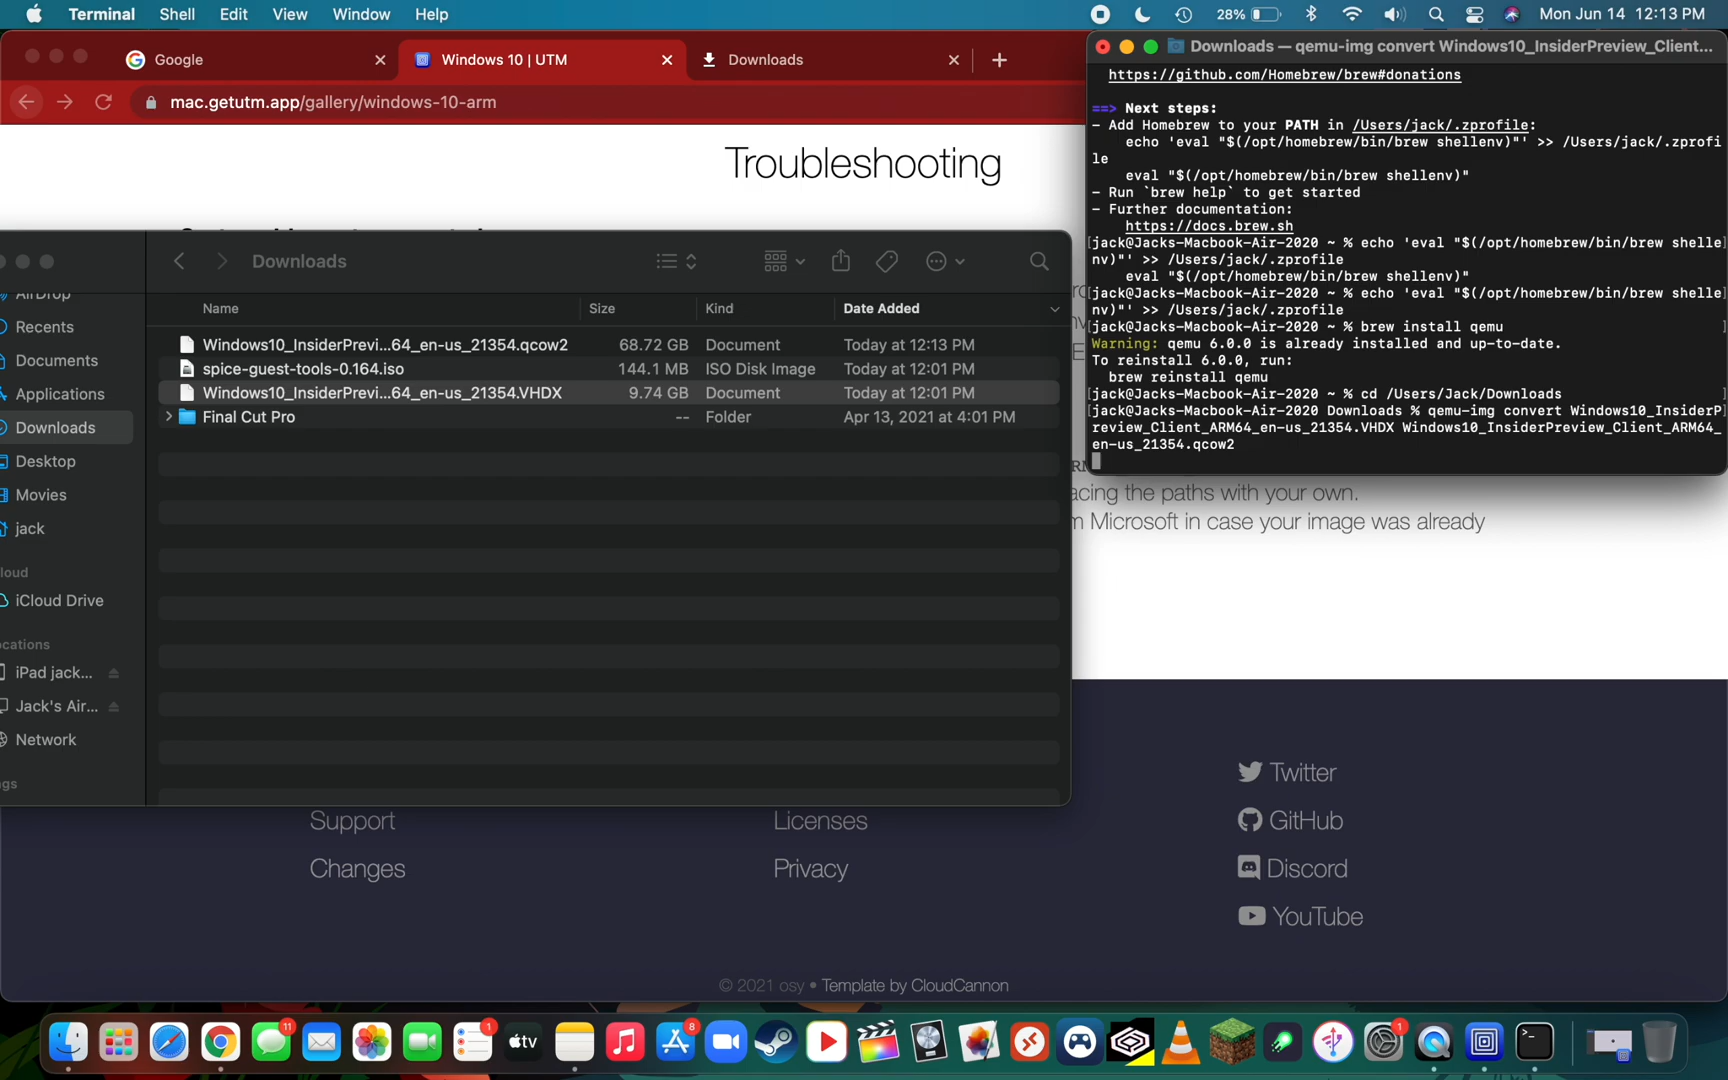 Terminal Shell Edit View Window Help
28% Mon Jun 14 12:13 PM
Google
Windows 10 | UTM
Downloads
mac.getutm.app/gallery/windows-10-arm
Troubleshooting
acing the paths with your own.
m Microsoft in case your image was already
Downloads
AirDrop
Recents
Documents
Applications
Downloads
Desktop
Movies
jack
loud
iCloud Drive
ocations
iPad jack...
Jack's Air...
Network
gs
Name Size Kind Date Added
Windows10_InsiderPrevi...64_en-us_21354.qcow2 68.72 GB Document Today at 12:13 PM
spice-guest-tools-0.164.iso 144.1 MB ISO Disk Image Today at 12:01 PM
Windows10_InsiderPrevi...64_en-us_21354.VHDX 9.74 GB Document Today at 12:01 PM
Final Cut Pro -- Folder Apr 13, 2021 at 4:01 PM
Downloads — qemu-img convert Windows10_InsiderPreview_Client...
https://github.com/Homebrew/brew#donations
==> Next steps:
- Add Homebrew to your PATH in /Users/jack/.zprofile:
echo 'eval "$(/opt/homebrew/bin/brew shellenv)"' >> /Users/jack/.zprofi
le
eval "$(/opt/homebrew/bin/brew shellenv)"
- Run `brew help` to get started
- Further documentation:
https://docs.brew.sh
[jack@Jacks-Macbook-Air-2020 ~ % echo 'eval "$(/opt/homebrew/bin/brew shelle]
nv)"' >> /Users/jack/.zprofile
eval "$(/opt/homebrew/bin/brew shellenv)"
[jack@Jacks-Macbook-Air-2020 ~ % echo 'eval "$(/opt/homebrew/bin/brew shelle]
nv)"' >> /Users/jack/.zprofile
[jack@Jacks-Macbook-Air-2020 ~ % brew install qemu ]
Warning: qemu 6.0.0 is already installed and up-to-date.
To reinstall 6.0.0, run:
brew reinstall qemu
[jack@Jacks-Macbook-Air-2020 ~ % cd /Users/Jack/Downloads ]
[jack@Jacks-Macbook-Air-2020 Downloads % qemu-img convert Windows10_InsiderP]
review_Client_ARM64_en-us_21354.VHDX Windows10_InsiderPreview_Client_ARM64_
en-us_21354.qcow2
Support Licenses
Changes Privacy
Twitter
GitHub
Discord
YouTube
© 2021 osy • Template by CloudCannon
11
1
tv
8
1